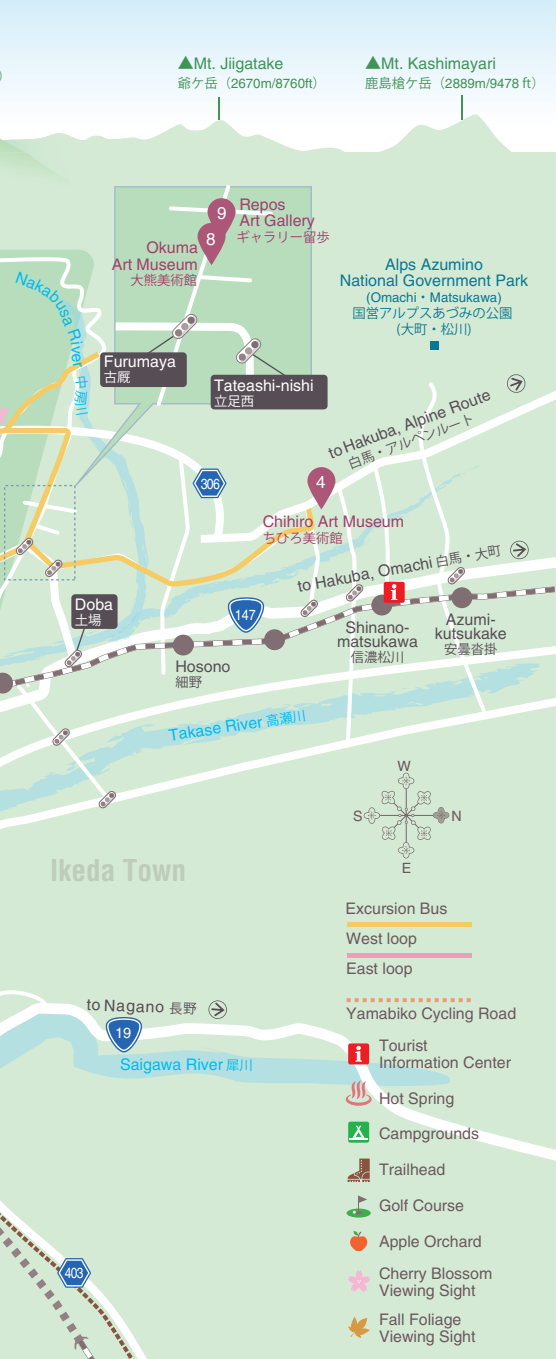 ▲Mt. Jiigatake
爺ケ岳（2670m/8760ft）
▲Mt. Kashimayari
鹿島槍ケ岳（2889m/9478 ft）
）
9
Repos
Art Gallery
ギャラリー留歩
8
Okuma
Art Museum
大熊美術館
Alps Azumino
National Government Park
(Omachi・Matsukawa)
国営アルプスあづみの公園
(大町・松川)
Nakabusa River 中房川
Furumaya
古厩
Tateashi-nishi
立足西
to Hakuba, Alpine Route
白馬・アルペンルート
306
4
Chihiro Art Museum
ちひろ美術館
to Hakuba, Omachi 白馬・大町
i
147
Doba
土場
Shinano-
matsukawa
信濃松川
Azumi-
kutsukake
安曇沓掛
Hosono
細野
Takase River 高瀬川
W
S
N
E
Ikeda Town
Excursion Bus
West loop
East loop
Yamabiko Cycling Road
to Nagano 長野
19
Saigawa River 犀川
i
Tourist
Information Center
Hot Spring
Campgrounds
Trailhead
Golf Course
Apple Orchard
Cherry Blossom
Viewing Sight
Fall Foliage
Viewing Sight
403